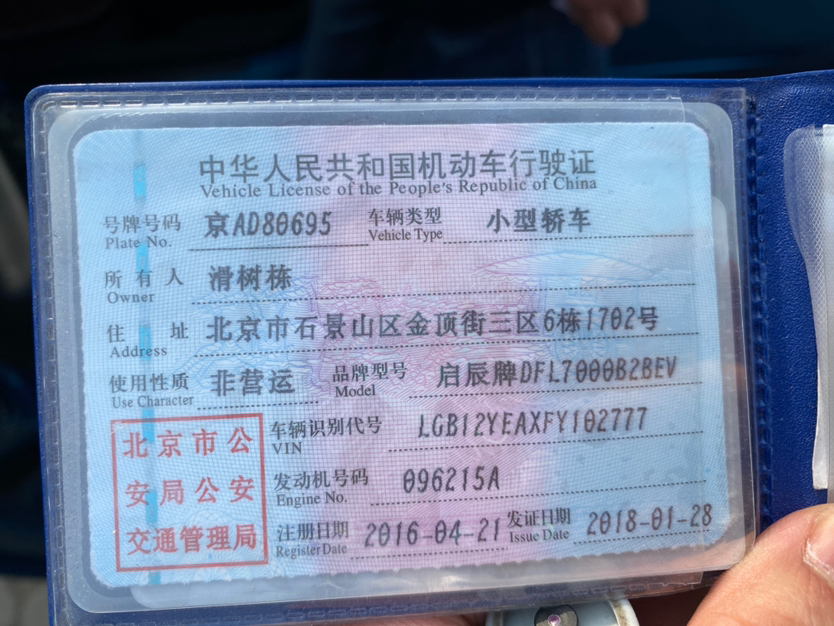 中华人民共和国机动车行驶证
Vehicle License of the People's Republic of China
号牌号码 京AD80695 车辆类型 小型轿车
Plate No. Vehicle Type
所有人 滑树栋
Owner
住址 北京市石景山区金顶街三区6栋1702号
Address
使用性质 非营运 品牌型号 启辰牌DFL7000B2BEV
Use Character Model
北京市公
安局公安
交通管理局
车辆识别代号 LGB12YEAXFY102777
VIN
发动机号码 096215A
Engine No.
注册日期 2016-04-21 发证日期 2018-01-28
Register Date Issue Date